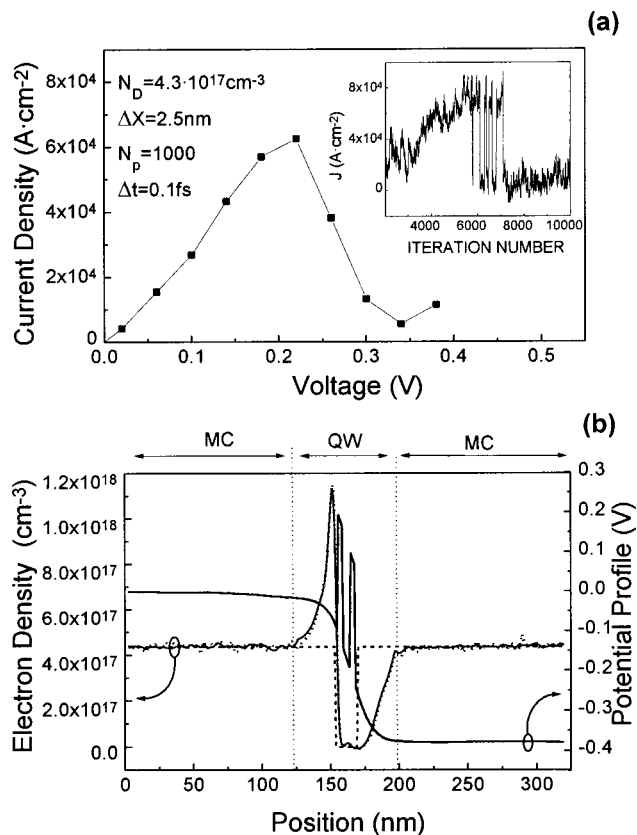 (a)
8x10⁴
6x10⁴
4x10⁴
2x10⁴
0
Current Density (A·cm⁻²)
N_D=4.3·10¹⁷cm⁻³
ΔX=2.5nm
N_p=1000
Δt=0.1fs
8x10⁴
4x10⁴
0
J (A·cm⁻²)
4000 6000 8000 10000
ITERATION NUMBER
0.0 0.1 0.2 0.3 0.4 0.5
Voltage (V)
(b)
MC QW MC
1.2x10¹⁸
1.0x10¹⁸
8.0x10¹⁷
6.0x10¹⁷
4.0x10¹⁷
2.0x10¹⁷
0.0
Electron Density (cm⁻³)
0.3
0.2
0.1
0.0
-0.1
-0.2
-0.3
-0.4
Potential Profile (V)
0 50 100 150 200 250 300
Position (nm)